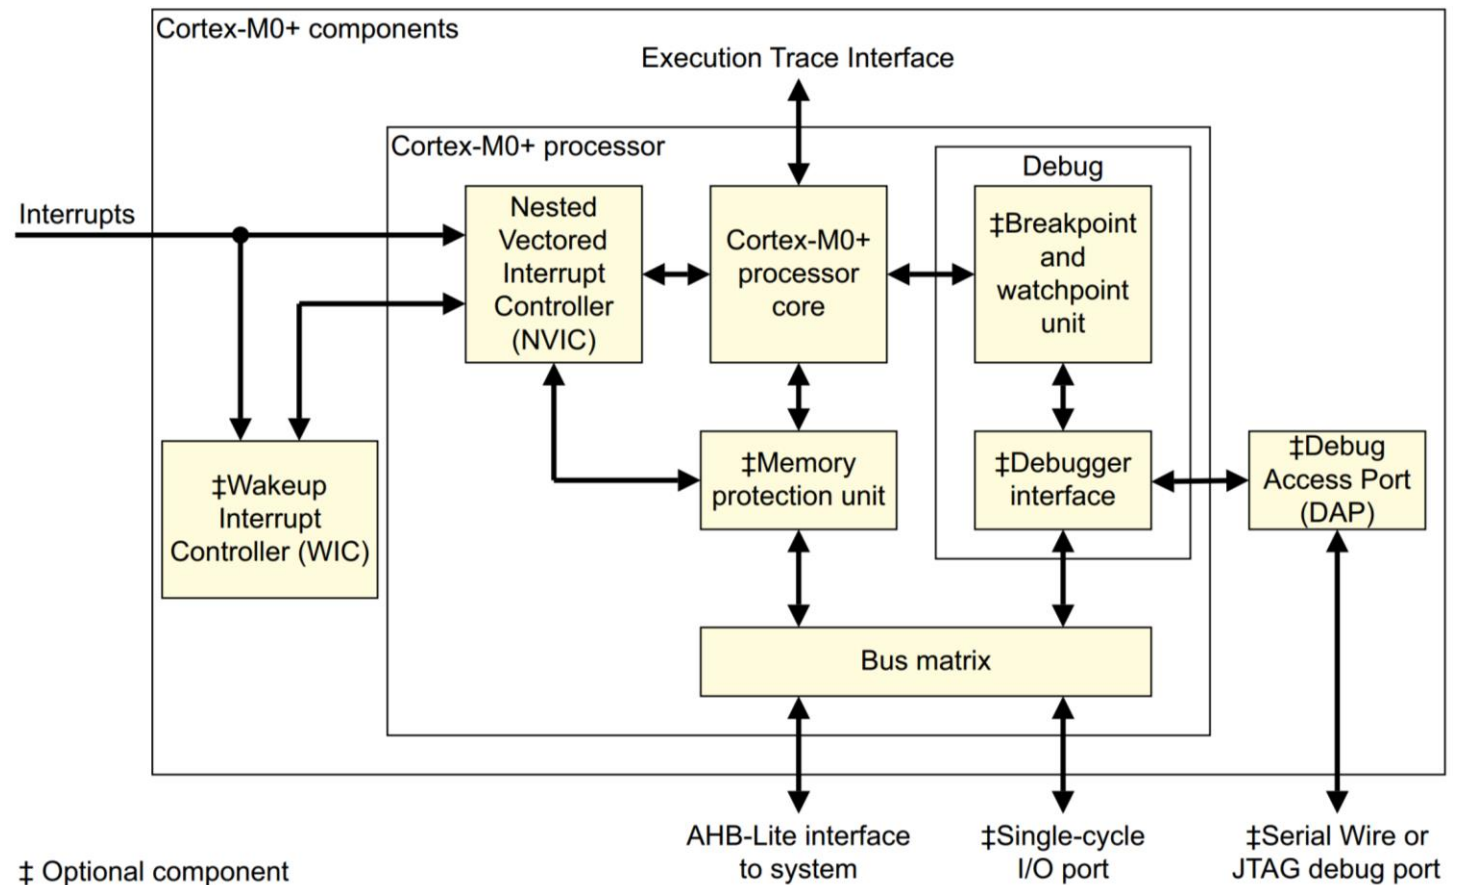 Cortex-M0+ components
Execution Trace Interface
Cortex-M0+ processor
Debug
Interrupts
Nested
Vectored
Interrupt
Controller
(NVIC)
Cortex-M0+
processor
core
‡Breakpoint
and
watchpoint
unit
‡Wakeup
Interrupt
Controller (WIC)
‡Memory
protection unit
‡Debugger
interface
‡Debug
Access Port
(DAP)
Bus matrix
AHB-Lite interface
to system
‡Single-cycle
I/O port
‡Serial Wire or
JTAG debug port
‡ Optional component